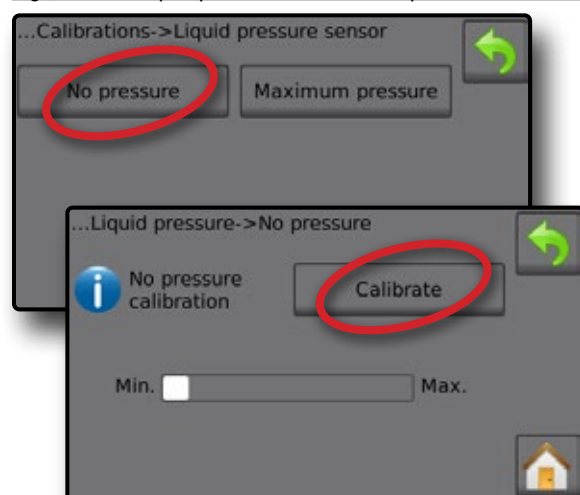 ...Calibrations->Liquid pressure sensor
No pressure Maximum pressure
...Liquid pressure->No pressure
No pressure
calibration
Calibrate
Min. Max.